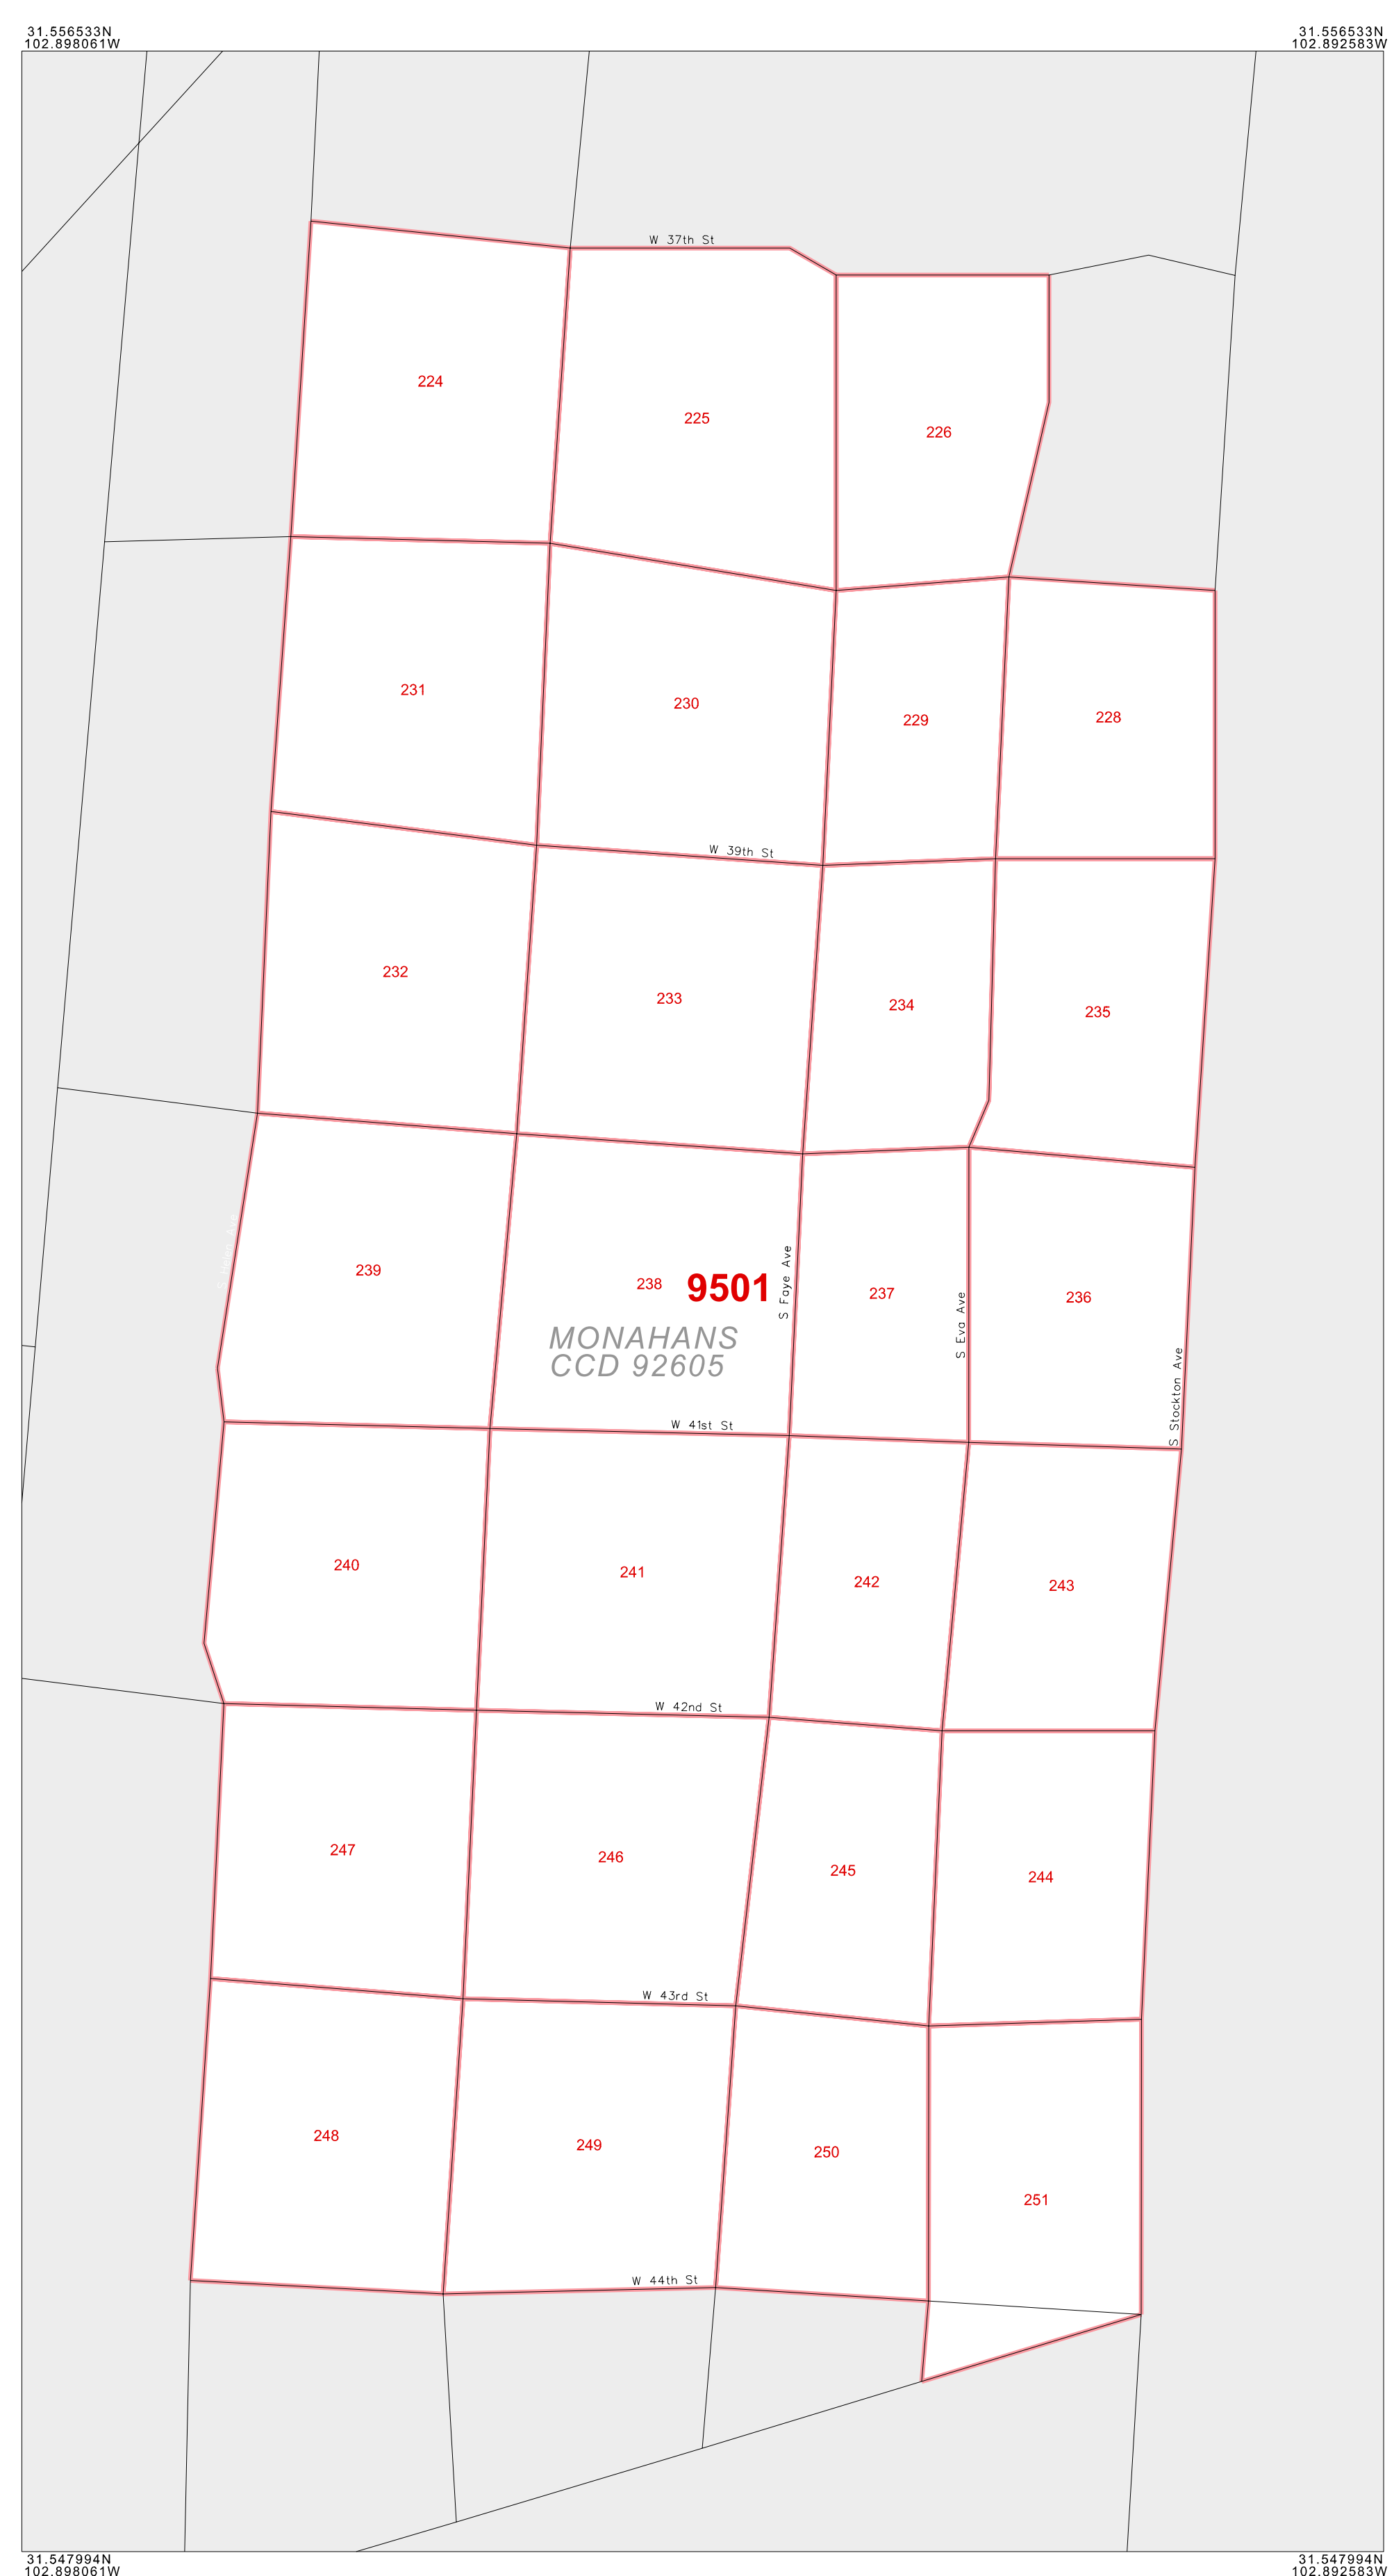 31.556533N
102.898061W
31.556533N
102.892583W
W 37th St
224
225
226
231
230
229
228
W 39th St
232
233
234
235
239
238
9501
S Faye Ave
237
S Eva Ave
236
MONAHANS
CCD 92605
S Stockton Ave
W 41st St
240
241
242
243
W 42nd St
247
246
245
244
W 43rd St
248
249
250
251
W 44th St
31.547994N
102.898061W
31.547994N
102.892583W